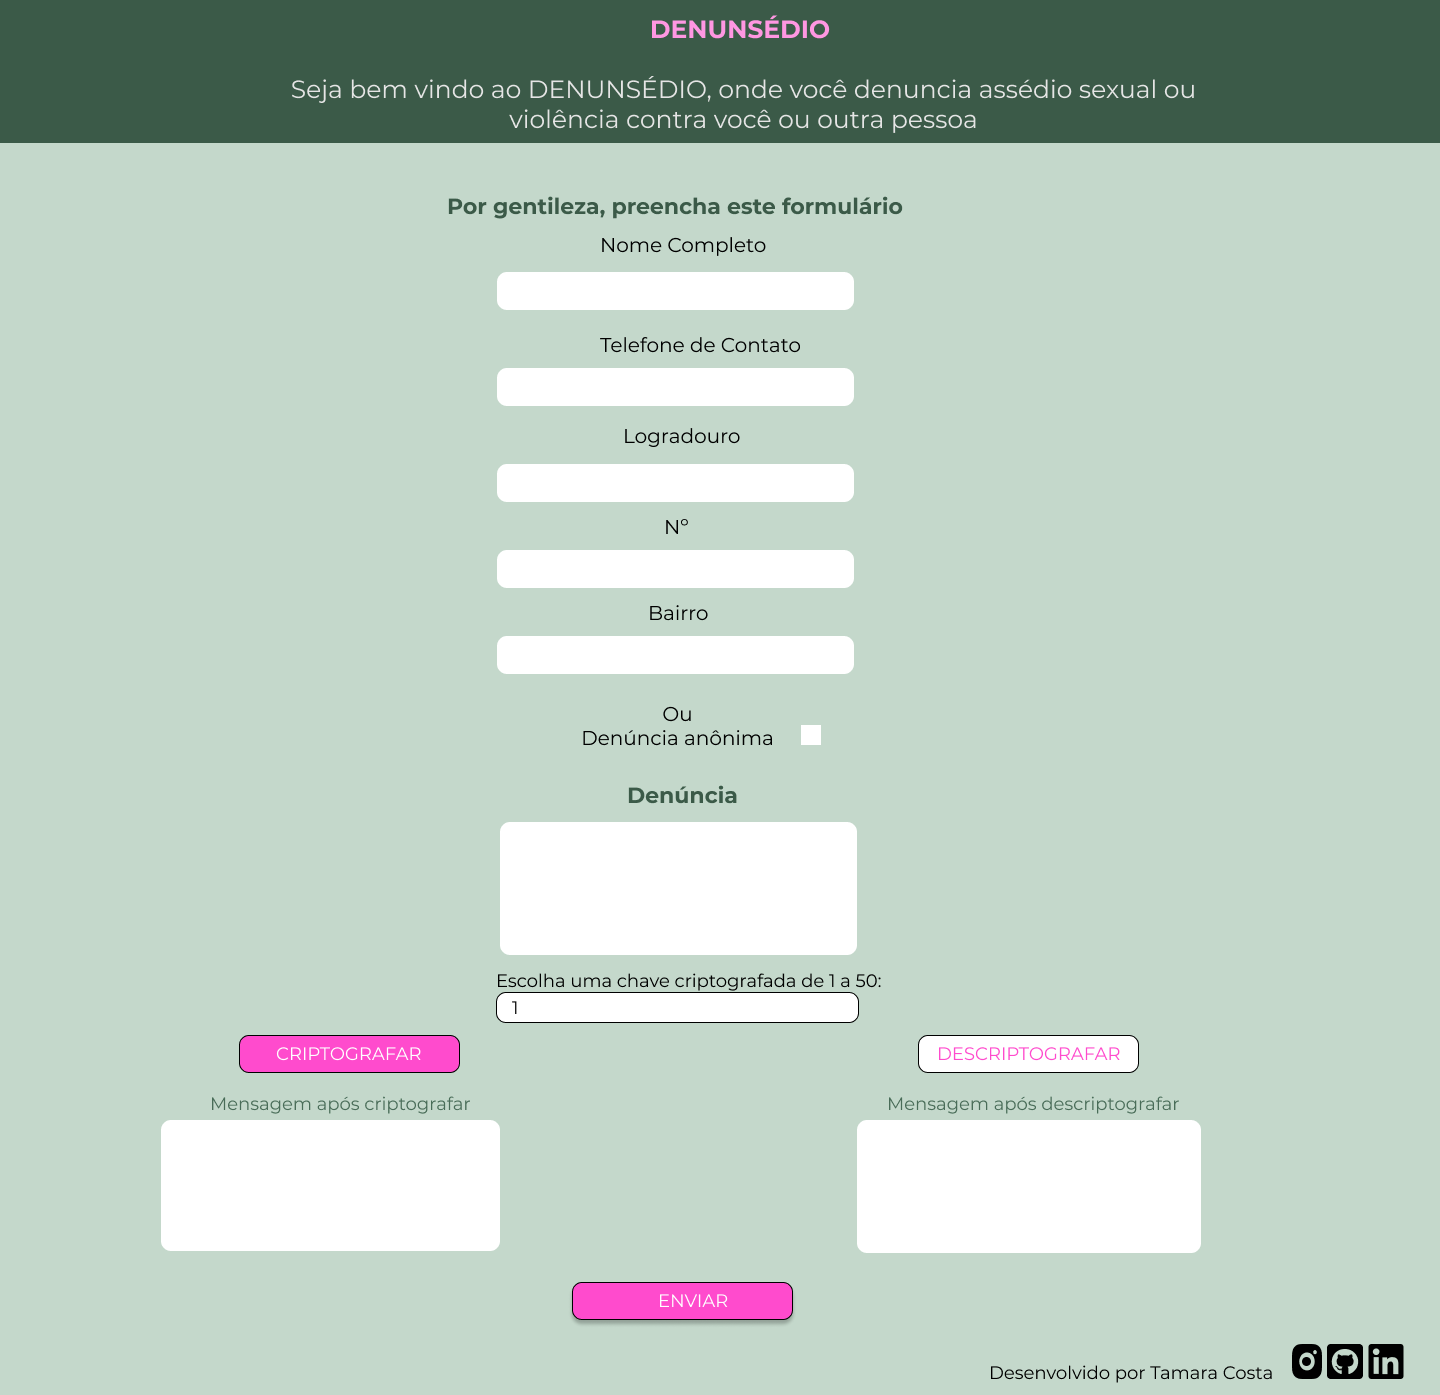 DENUNSÉDIO
Seja bem vindo ao DENUNSÉDIO, onde você denuncia assédio sexual ou
violência contra você ou outra pessoa
Por gentileza, preencha este formulário
Nome Completo
Telefone de Contato
Logradouro
Nº
Bairro
Ou
Denúncia anônima
Denúncia
Escolha uma chave criptografada de 1 a 50:
1
CRIPTOGRAFAR
DESCRIPTOGRAFAR
Mensagem após criptografar
Mensagem após descriptografar
ENVIAR
Desenvolvido por Tamara Costa
in